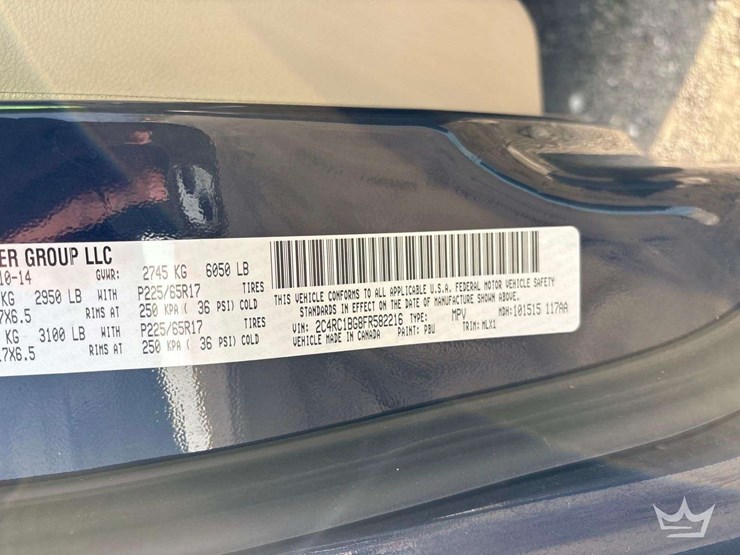 ER GROUP LLC
10-14 GVWR: 2745 KG 6050 LB
KG 2950 LB WITH P225/65R17 TIRES
7X6.5 RIMS AT 250 KPA ( 36 PSI) COLD
KG 3100 LB WITH P225/65R17 TIRES
17X6.5 RIMS AT 250 KPA ( 36 PSI) COLD
THIS VEHICLE CONFORMS TO ALL APPLICABLE U.S.A. FEDERAL MOTOR VEHICLE SAFETY
STANDARDS IN EFFECT ON THE DATE OF MANUFACTURE SHOWN ABOVE.
VIN: 2C4RC1BG8FR582216 TYPE: MPV MDH:101515 117AA
VEHICLE MADE IN CANADA PAINT: PBU TRIM: MLX1